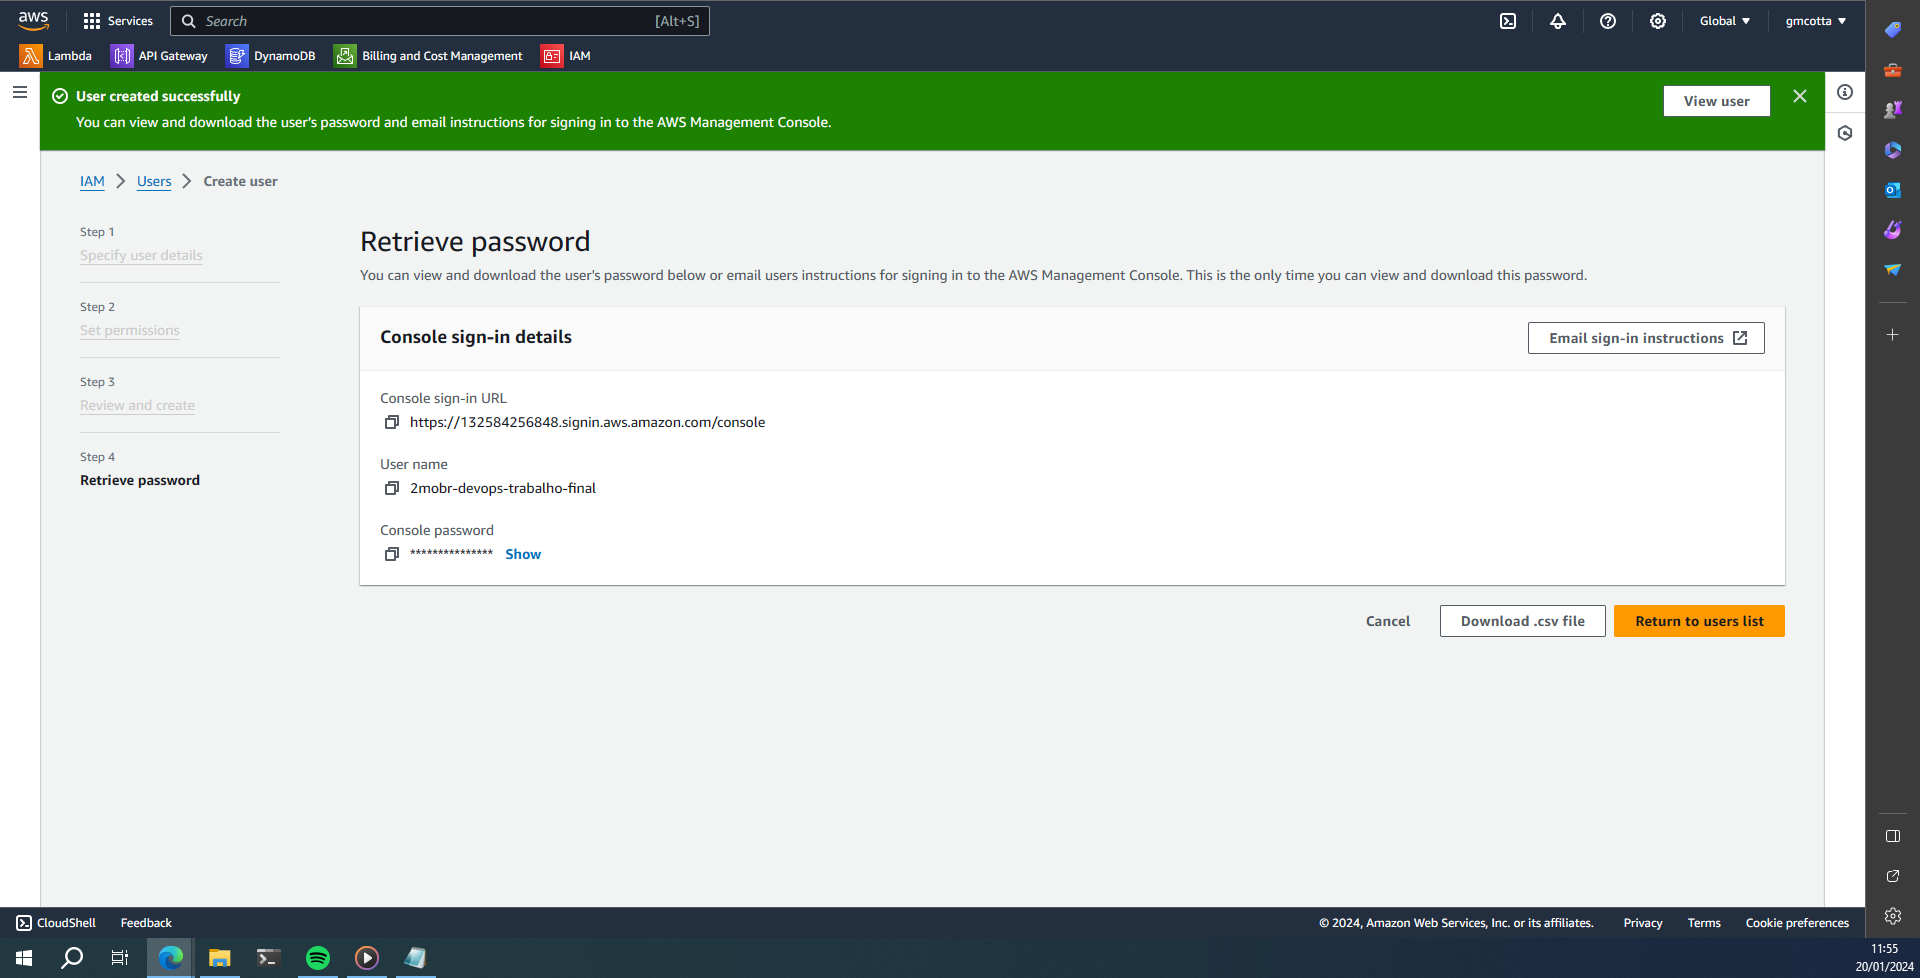 aws
Services
Search
[Alt+S]
Global
gmcotta
Lambda
API Gateway
DynamoDB
Billing and Cost Management
IAM
User created successfully
You can view and download the user's password and email instructions for signing in to the AWS Management Console.
View user
IAM
Users
Create user
Step 1
Specify user details
Step 2
Set permissions
Step 3
Review and create
Step 4
Retrieve password
Retrieve password
You can view and download the user's password below or email users instructions for signing in to the AWS Management Console. This is the only time you can view and download this password.
Console sign-in details
Email sign-in instructions
Console sign-in URL
https://132584256848.signin.aws.amazon.com/console
User name
2mobr-devops-trabalho-final
Console password
*************** Show
Cancel
Download .csv file
Return to users list
CloudShell
Feedback
© 2024, Amazon Web Services, Inc. or its affiliates.
Privacy
Terms
Cookie preferences
11:55
20/01/2024